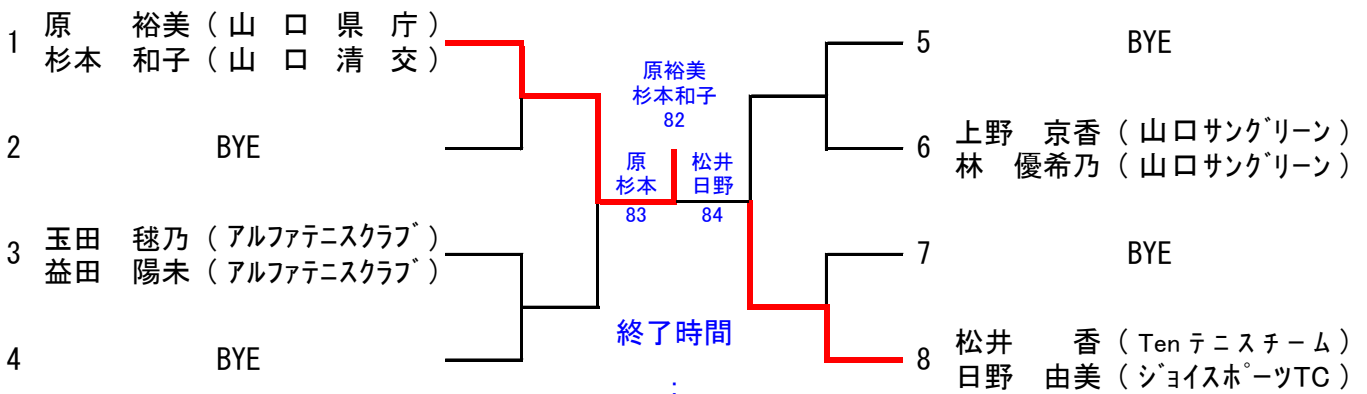 1 原 裕美 ( 山 口 県 庁 )
杉本 和子 ( 山 口 清 交 )
2 BYE
3 玉田 毬乃 ( アルファテニスクラブ )
益田 陽未 ( アルファテニスクラブ )
4 BYE
原裕美
杉本和子
82
原
杉本
83
松井
日野
84
終了時間
:
5 BYE
6 上野 京香 ( 山口サングリーン )
林 優希乃 ( 山口サングリーン )
7 BYE
8 松井 香 ( Tenテニスチーム )
日野 由美 ( ジョイスポーツTC )